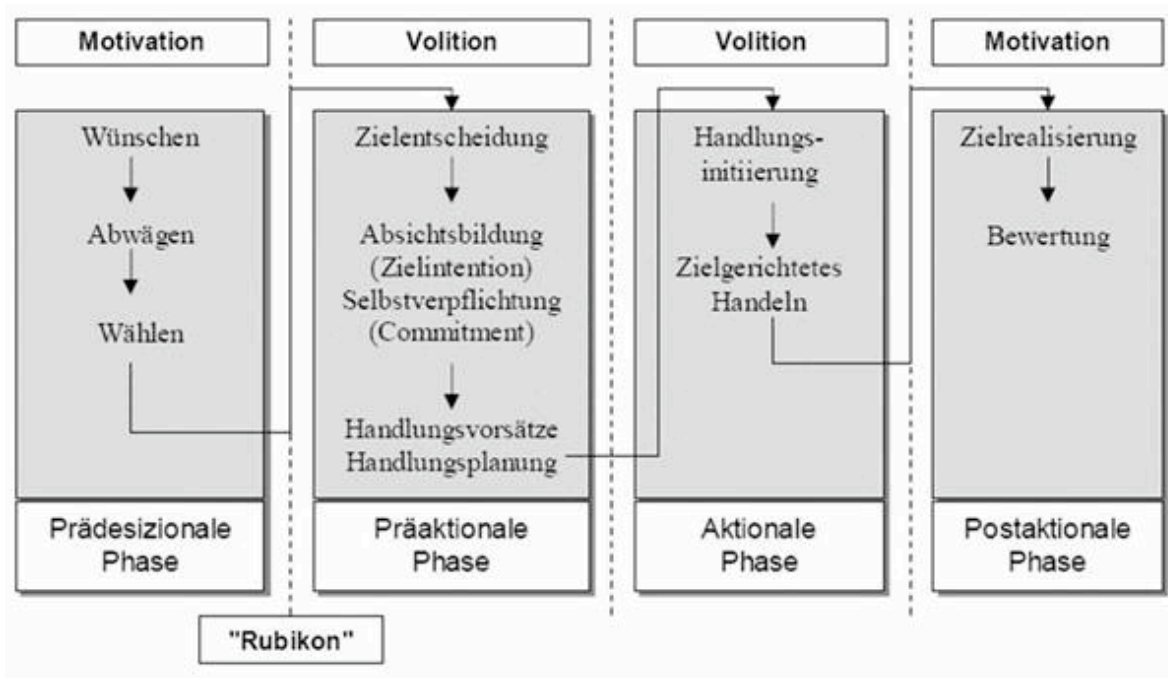 Motivation
Wünschen
Abwägen
Wählen
Prädesizionale
Phase
"Rubikon"
Volition
Zielentscheidung
Absichtsbildung
(Zielintention)
Selbstverpflichtung
(Commitment)
Handlungsvorsätze
Handlungsplanung
Präaktionale
Phase
Volition
Handlungs-
initiierung
Zielgerichtetes
Handeln
Aktionale
Phase
Motivation
Zielrealisierung
Bewertung
Postaktionale
Phase